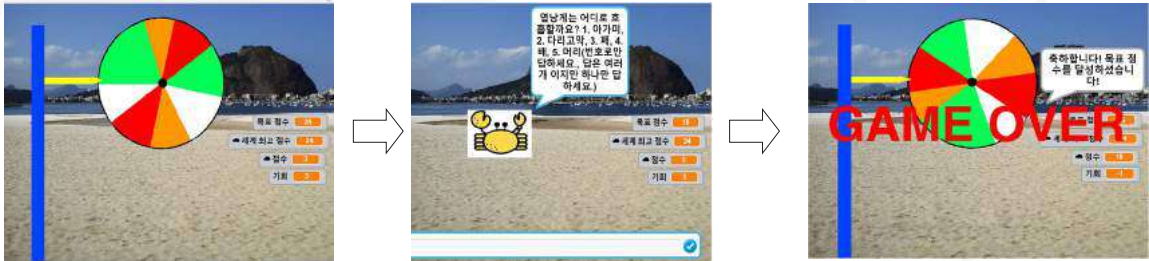 목표 점수
세계 최고 점수
점수
기회
엽낭게는 어디로 호
흡할까요? 1. 아가미,
2. 다리고막, 3. 폐, 4.
배, 5. 머리(번호로만
답하세요., 답은 여러
개 이지만 하나만 답
하세요.)
목표 점수
세계 최고 점수
점수
기회
축하합니다! 목표 점
수를 달성하셨습니
다!
GAME OVER
점수
기회